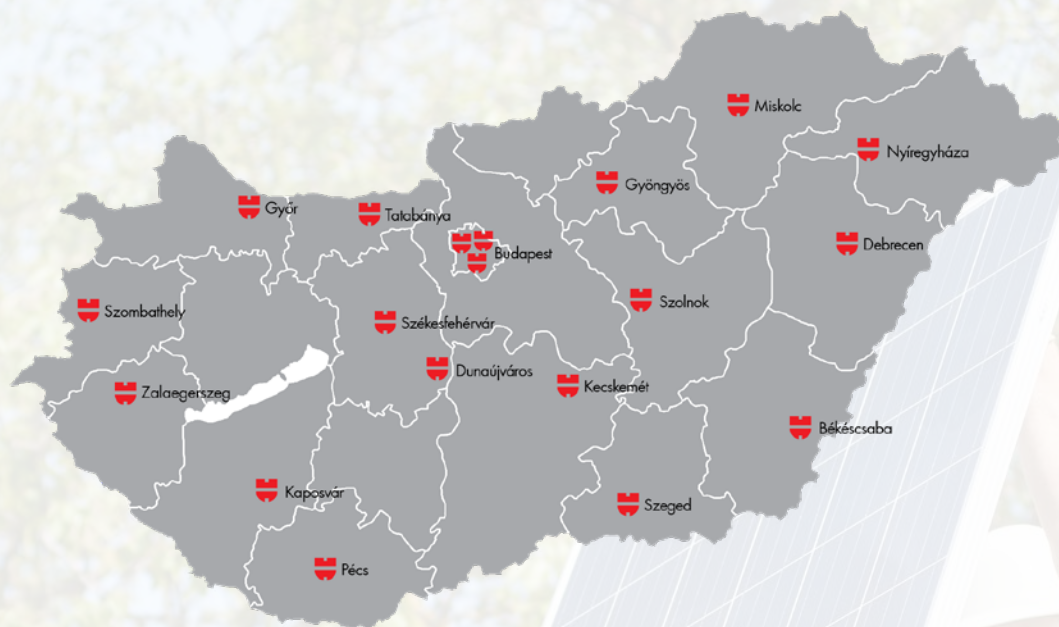 Miskolc
Nyíregyháza
Gyöngyös
Győr
Tatabánya
Debrecen
Budapest
Szolnok
Szombathely
Székesfehérvár
Dunaújváros
Kecskemét
Zalaegerszeg
Békéscsaba
Kaposvár
Szeged
Pécs